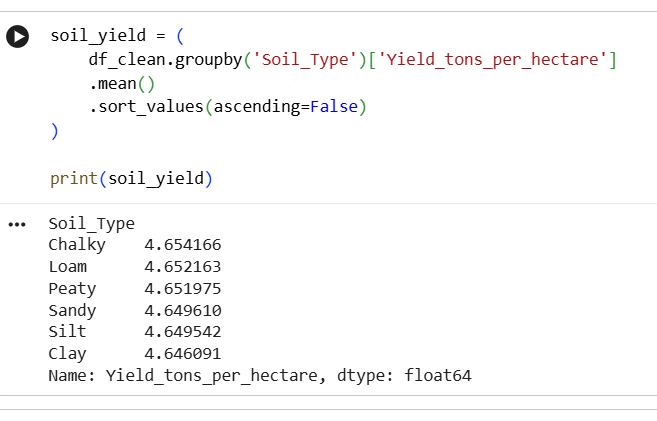 soil_yield = (
    df_clean.groupby('Soil_Type')['Yield_tons_per_hectare']
    .mean()
    .sort_values(ascending=False)
)
print(soil_yield)
Soil_Type
Chalky    4.654166
Loam      4.652163
Peaty     4.651975
Sandy     4.649610
Silt      4.649542
Clay      4.646091
Name: Yield_tons_per_hectare, dtype: float64